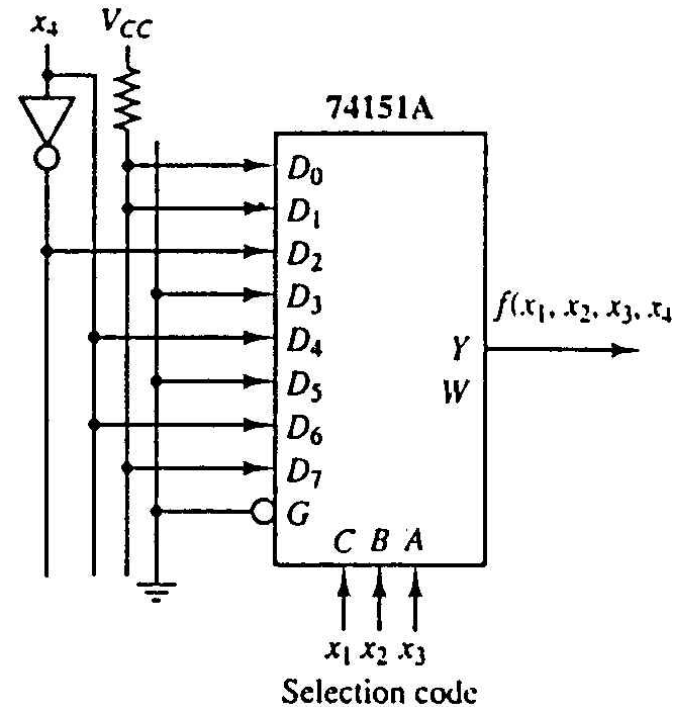 x₄ V_CC
74151A
D₀
D₁
D₂
D₃
D₄
D₅
D₆
D₇
G
f(x₁, x₂, x₃, x₄
Y
W
C B A
x₁ x₂ x₃
Selection code